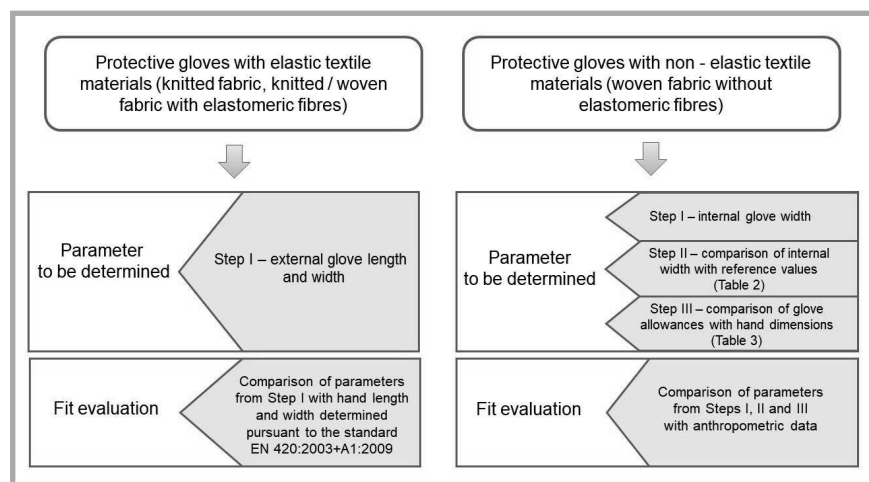 Protective gloves with elastic textile
materials (knitted fabric, knitted / woven
fabric with elastomeric fibres)
Parameter
to be determined
Step I – external glove length
and width
Fit evaluation
Comparison of parameters
from Step I with hand length
and width determined
pursuant to the standard
EN 420:2003+A1:2009
Protective gloves with non - elastic textile
materials (woven fabric without
elastomeric fibres)
Parameter
to be determined
Step I – internal glove width
Step II – comparison of internal
width with reference values
(Table 2)
Step III – comparison of glove
allowances with hand dimensions
(Table 3)
Fit evaluation
Comparison of parameters
from Steps I, II and III
with anthropometric data